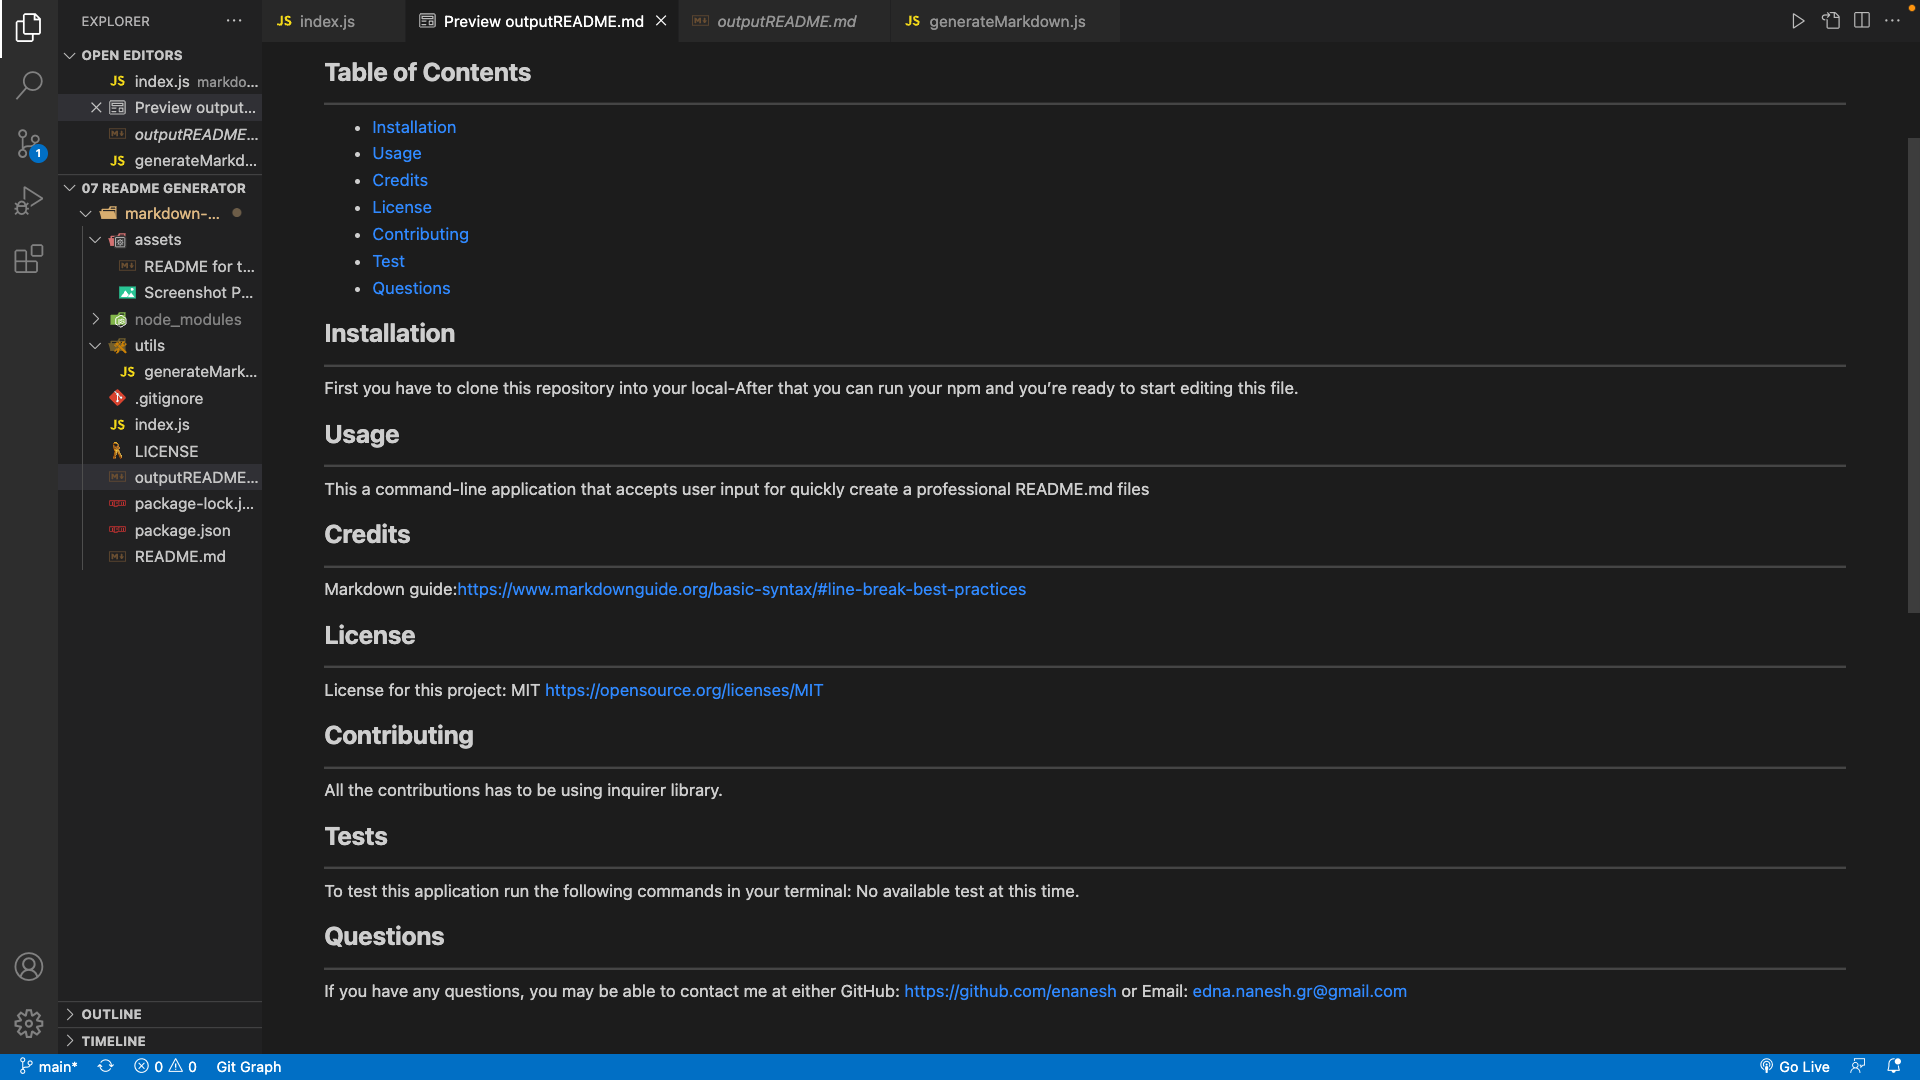 EXPLORER
OPEN EDITORS
JS index.js markdo...
Preview output...
outputREADME...
JS generateMarkd...
07 README GENERATOR
markdown-...
assets
README for t...
Screenshot P...
node_modules
utils
JS generateMark...
.gitignore
JS index.js
LICENSE
outputREADME...
package-lock.j...
package.json
README.md
OUTLINE
TIMELINE
1
JS index.js
Preview outputREADME.md
outputREADME.md
JS generateMarkdown.js
Table of Contents
• Installation
• Usage
• Credits
• License
• Contributing
• Test
• Questions
Installation
First you have to clone this repository into your local-After that you can run your npm and you’re ready to start editing this file.
Usage
This a command-line application that accepts user input for quickly create a professional README.md files
Credits
Markdown guide:https://www.markdownguide.org/basic-syntax/#line-break-best-practices
License
License for this project: MIT https://opensource.org/licenses/MIT
Contributing
All the contributions has to be using inquirer library.
Tests
To test this application run the following commands in your terminal: No available test at this time.
Questions
If you have any questions, you may be able to contact me at either GitHub: https://github.com/enanesh or Email: edna.nanesh.gr@gmail.com
main* 0 0 Git Graph
Go Live